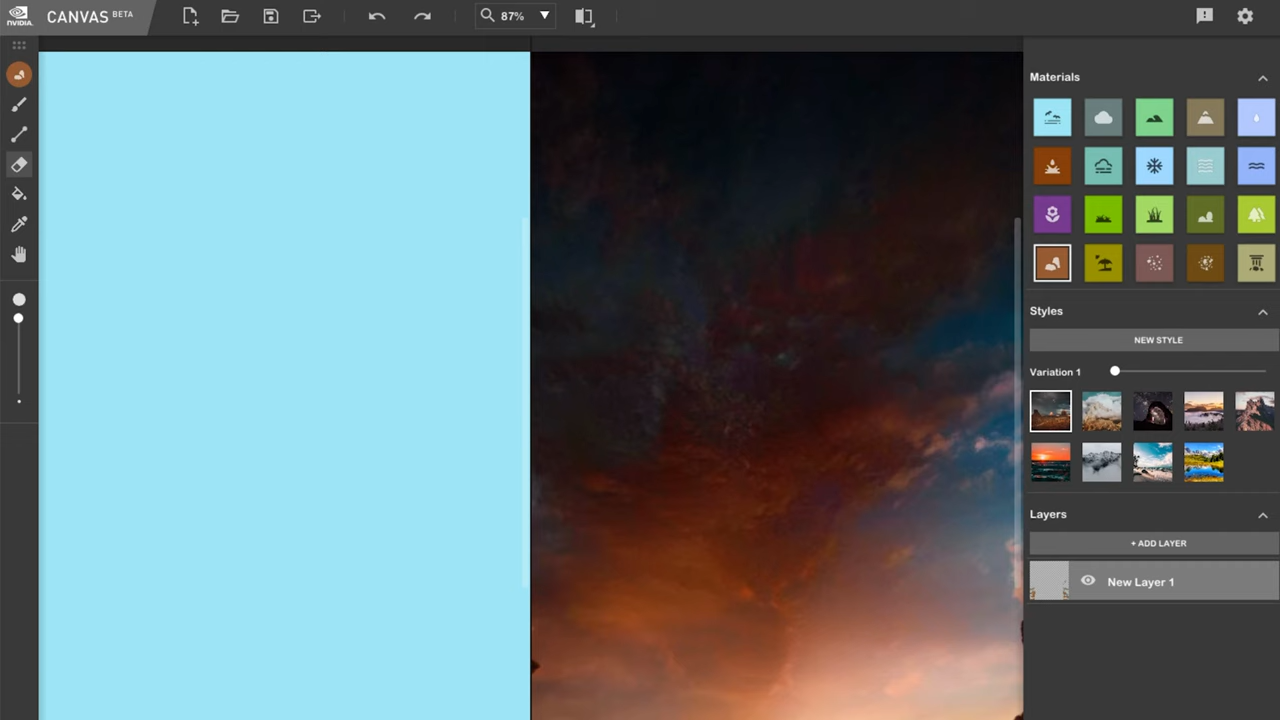 NVIDIA. CANVAS BETA
87%
Materials
Styles
NEW STYLE
Variation 1
Layers
+ ADD LAYER
New Layer 1